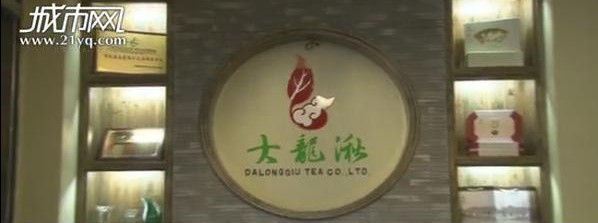 城市网
www.21yq.com
大龍湫
DALONGQIU TEA CO.,LTD